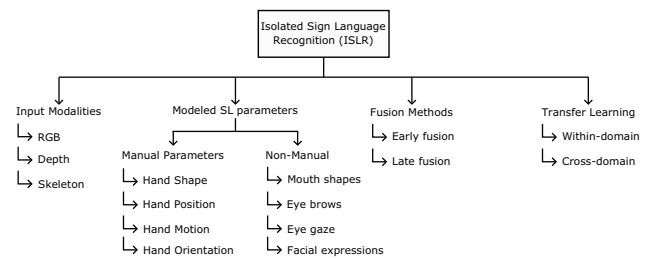 Isolated Sign Language
Recognition (ISLR)
Input Modalities
RGB
Depth
Skeleton
Modeled SL parameters
Manual Parameters
Hand Shape
Hand Position
Hand Motion
Hand Orientation
Non-Manual
Mouth shapes
Eye brows
Eye gaze
Facial expressions
Fusion Methods
Early fusion
Late fusion
Transfer Learning
Within-domain
Cross-domain